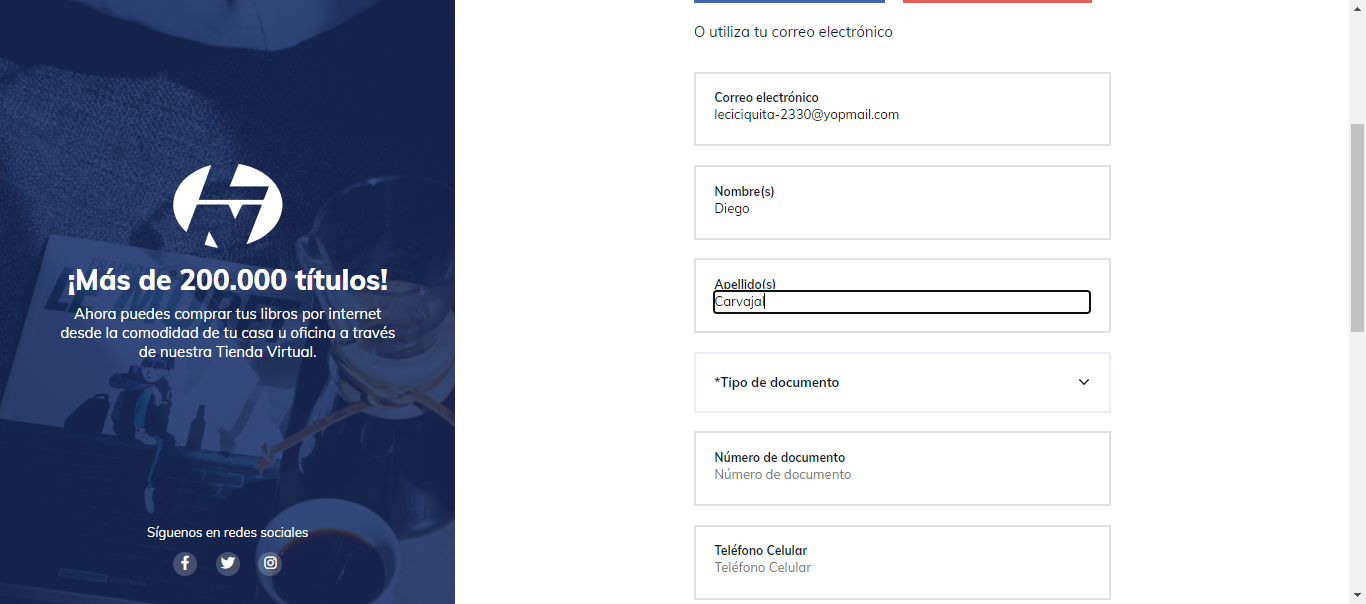 ¡Más de 200.000 títulos!
Ahora puedes comprar tus libros por internet
desde la comodidad de tu casa u oficina a través
de nuestra Tienda Virtual.
Síguenos en redes sociales
O utiliza tu correo electrónico
Correo electrónico
leciciquita-2330@yopmail.com
Nombre(s)
Diego
Apellido(s)
Carvajal
*Tipo de documento
Número de documento
Número de documento
Teléfono Celular
Teléfono Celular